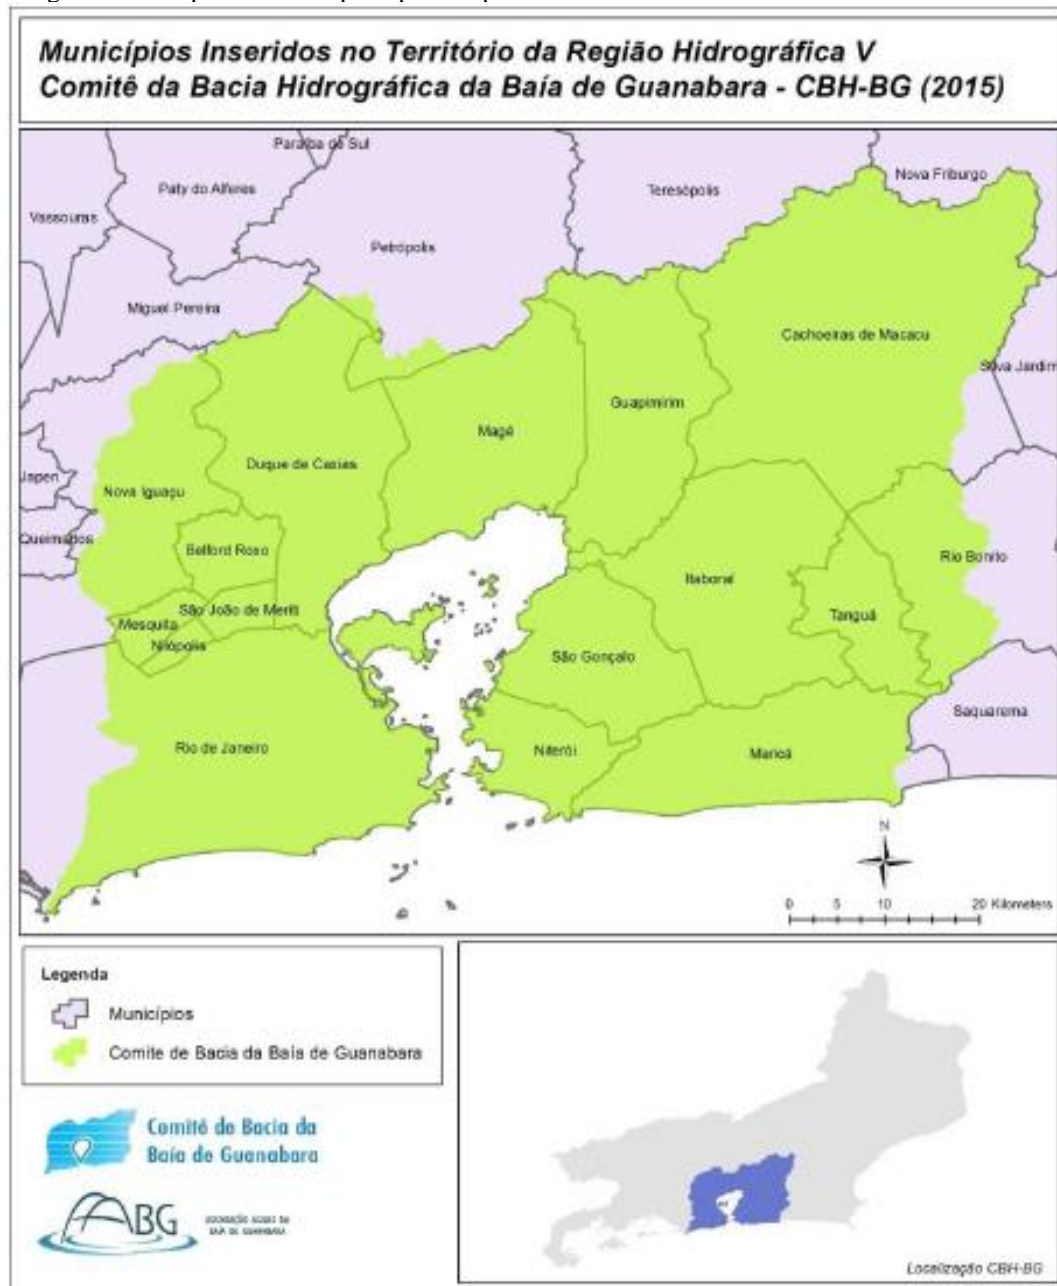 Municípios Inseridos no Território da Região Hidrográfica V
Comitê da Bacia Hidrográfica da Baía de Guanabara - CBH-BG (2015)
Paraíba do Sul
Nova Friburgo
Paty do Alferes
Teresópolis
Vassouras
Petrópolis
Miguel Pereira
Cachoeiras de Macacu
Silva Jardim
Guapimirim
Magé
Duque de Caxias
Japeri
Nova Iguaçu
Queimados
Belford Roxo
Rio Bonito
Itaboraí
São João de Meriti
Tanguá
Mesquita
Nilópolis
São Gonçalo
Saquarema
Rio de Janeiro
Niterói
Maricá
N
0 5 10 20 Kilometers
Legenda
Municípios
Comite de Bacia da Baía de Guanabara
Comitê de Bacia da
Baía de Guanabara
ABG
Localização CBH-BG